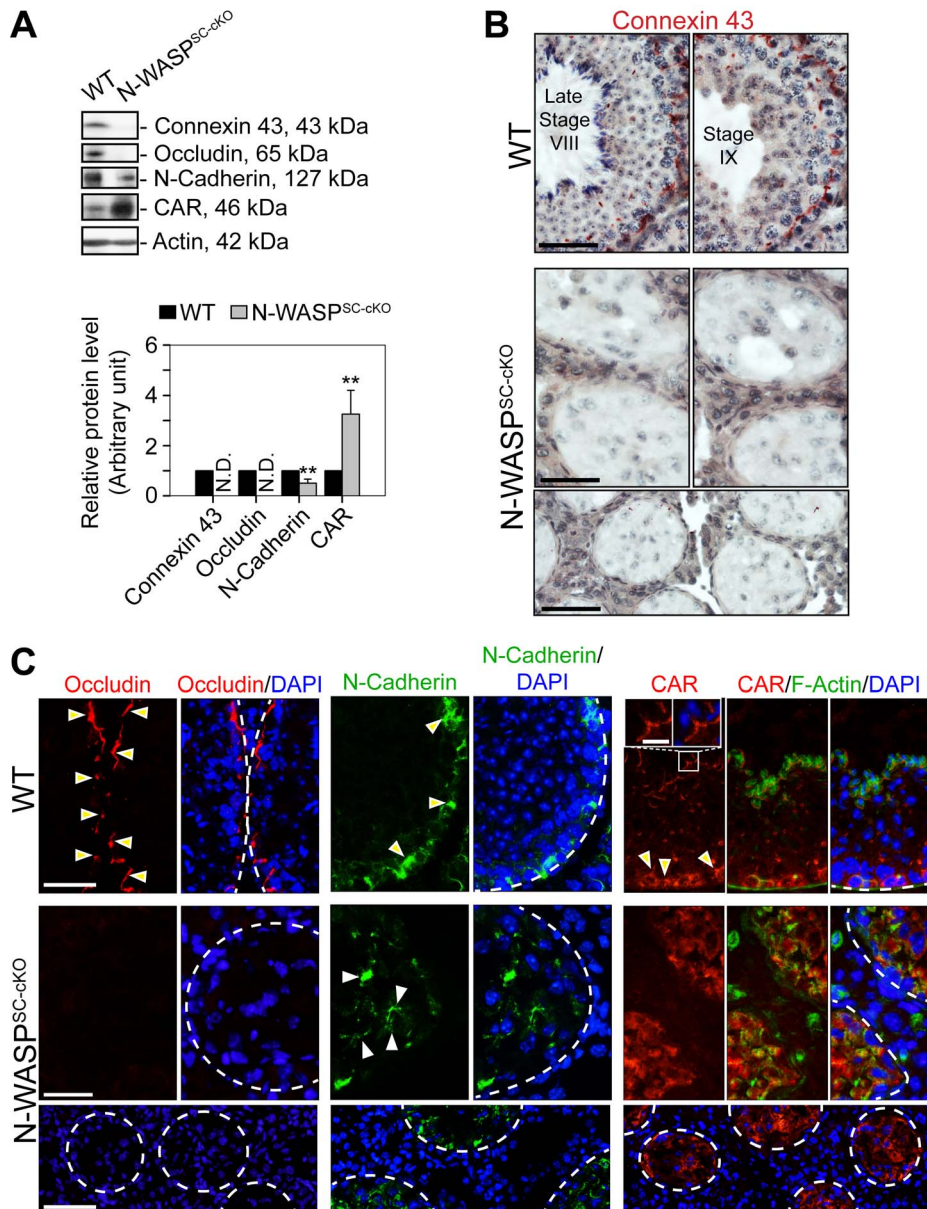 A
WT
N-WASPSC-cKO
- Connexin 43, 43 kDa
- Occludin, 65 kDa
- N-Cadherin, 127 kDa
- CAR, 46 kDa
- Actin, 42 kDa
WT N-WASPSC-cKO
Relative protein level
(Arbitrary unit)
6
4
2
0
N.D.
N.D.
**
**
Connexin 43
Occludin
N-Cadherin
CAR
B
Connexin 43
WT
Late
Stage
VIII
Stage
IX
N-WASPSC-cKO
C
Occludin
Occludin/DAPI
N-Cadherin
N-Cadherin/
DAPI
CAR
CAR/F-Actin/DAPI
WT
N-WASPSC-cKO